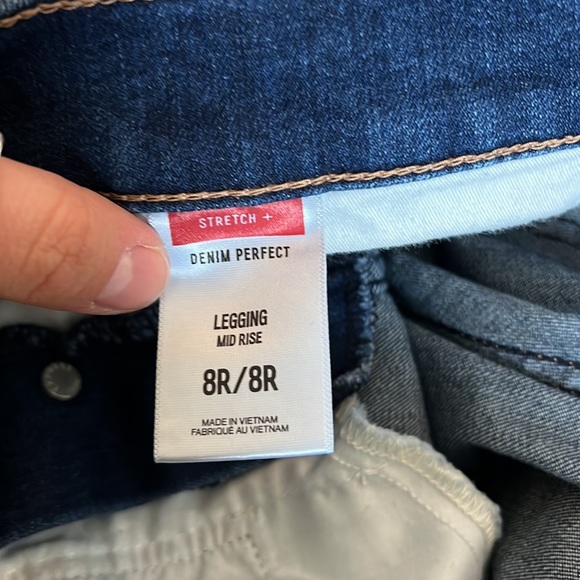 STRETCH +
DENIM PERFECT
LEGGING
MID RISE
8R/8R
MADE IN VIETNAM
FABRIQUÉ AU VIETNAM